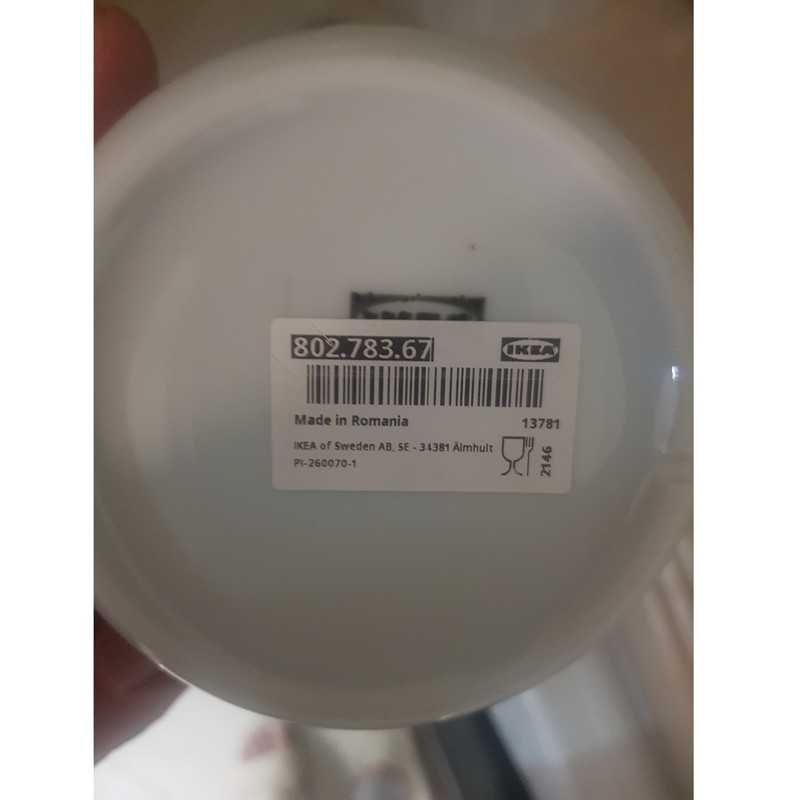 802.783.67 IKEA
Made in Romania 13781
IKEA of Sweden AB, SE - 34381 Älmhult
PI-260070-1
2146